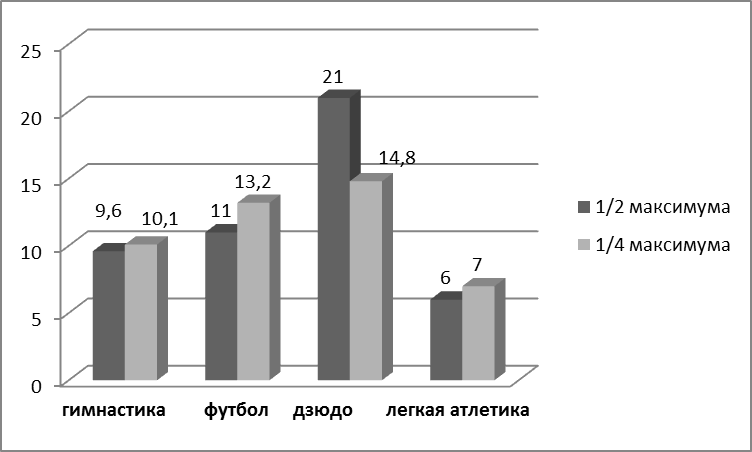 25
20
15
10
5
0
9,6
10,1
11
13,2
21
14,8
6
7
гимнастика
футбол
дзюдо
легкая атлетика
1/2 максимума
1/4 максимума